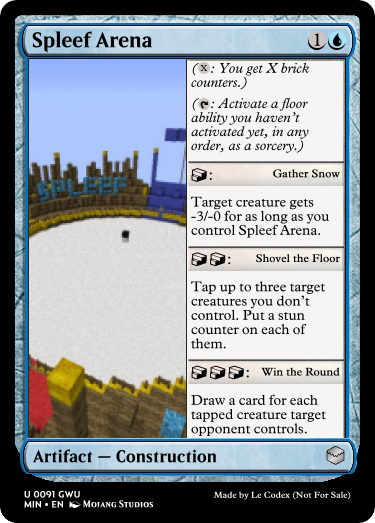 Spleef Arena 1
(X: You get X brick
counters.)
(: Activate a floor
ability you haven't
activated yet, in any
order, as a sorcery.)
: Gather Snow
Target creature gets
-3/-0 for as long as you
control Spleef Arena.
: Shovel the Floor
Tap up to three target
creatures you don't
control. Put a stun
counter on each of
them.
: Win the Round
Draw a card for each
tapped creature target
opponent controls.
SPLEEF
Artifact — Construction
U 0091 GWU
MIN • EN Mojang Studios
Made by Le Codex (Not For Sale)